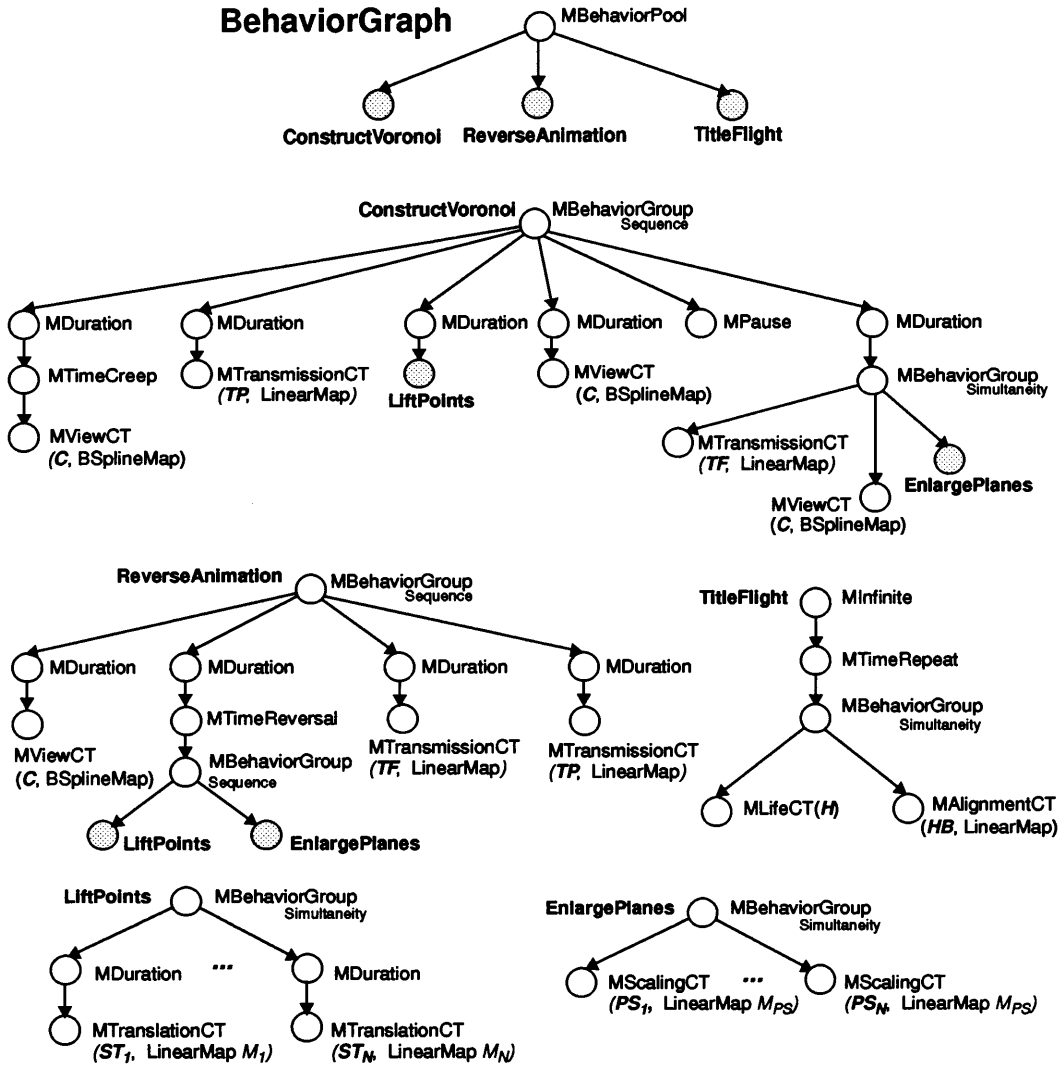 BehaviorGraph
MBehaviorPool
ConstructVoronoi ReverseAnimation TitleFlight
ConstructVoronoi MBehaviorGroup
Sequence
MDuration MDuration MDuration MDuration MPause MDuration
MTimeCreep MTransmissionCT MViewCT MBehaviorGroup
(TP, LinearMap) LiftPoints (C, BSplineMap) Simultaneity
MViewCT MTransmissionCT
(C, BSplineMap) (TF, LinearMap) EnlargePlanes
MViewCT
(C, BSplineMap)
ReverseAnimation MBehaviorGroup
Sequence
TitleFlight MInfinite
MDuration MDuration MDuration MDuration MTimeRepeat
MTimeReversal MBehaviorGroup
Simultaneity
MViewCT MBehaviorGroup MTransmissionCT MTransmissionCT
(C, BSplineMap) Sequence (TF, LinearMap) (TP, LinearMap)
MLifeCT(H) MAlignmentCT
(HB, LinearMap)
LiftPoints EnlargePlanes
LiftPoints MBehaviorGroup
Simultaneity
EnlargePlanes MBehaviorGroup
Simultaneity
MDuration ... MDuration
MScalingCT ... MScalingCT
(PS1, LinearMap MPS) (PSN, LinearMap MPS)
MTranslationCT MTranslationCT
(ST1, LinearMap M1) (STN, LinearMap MN)